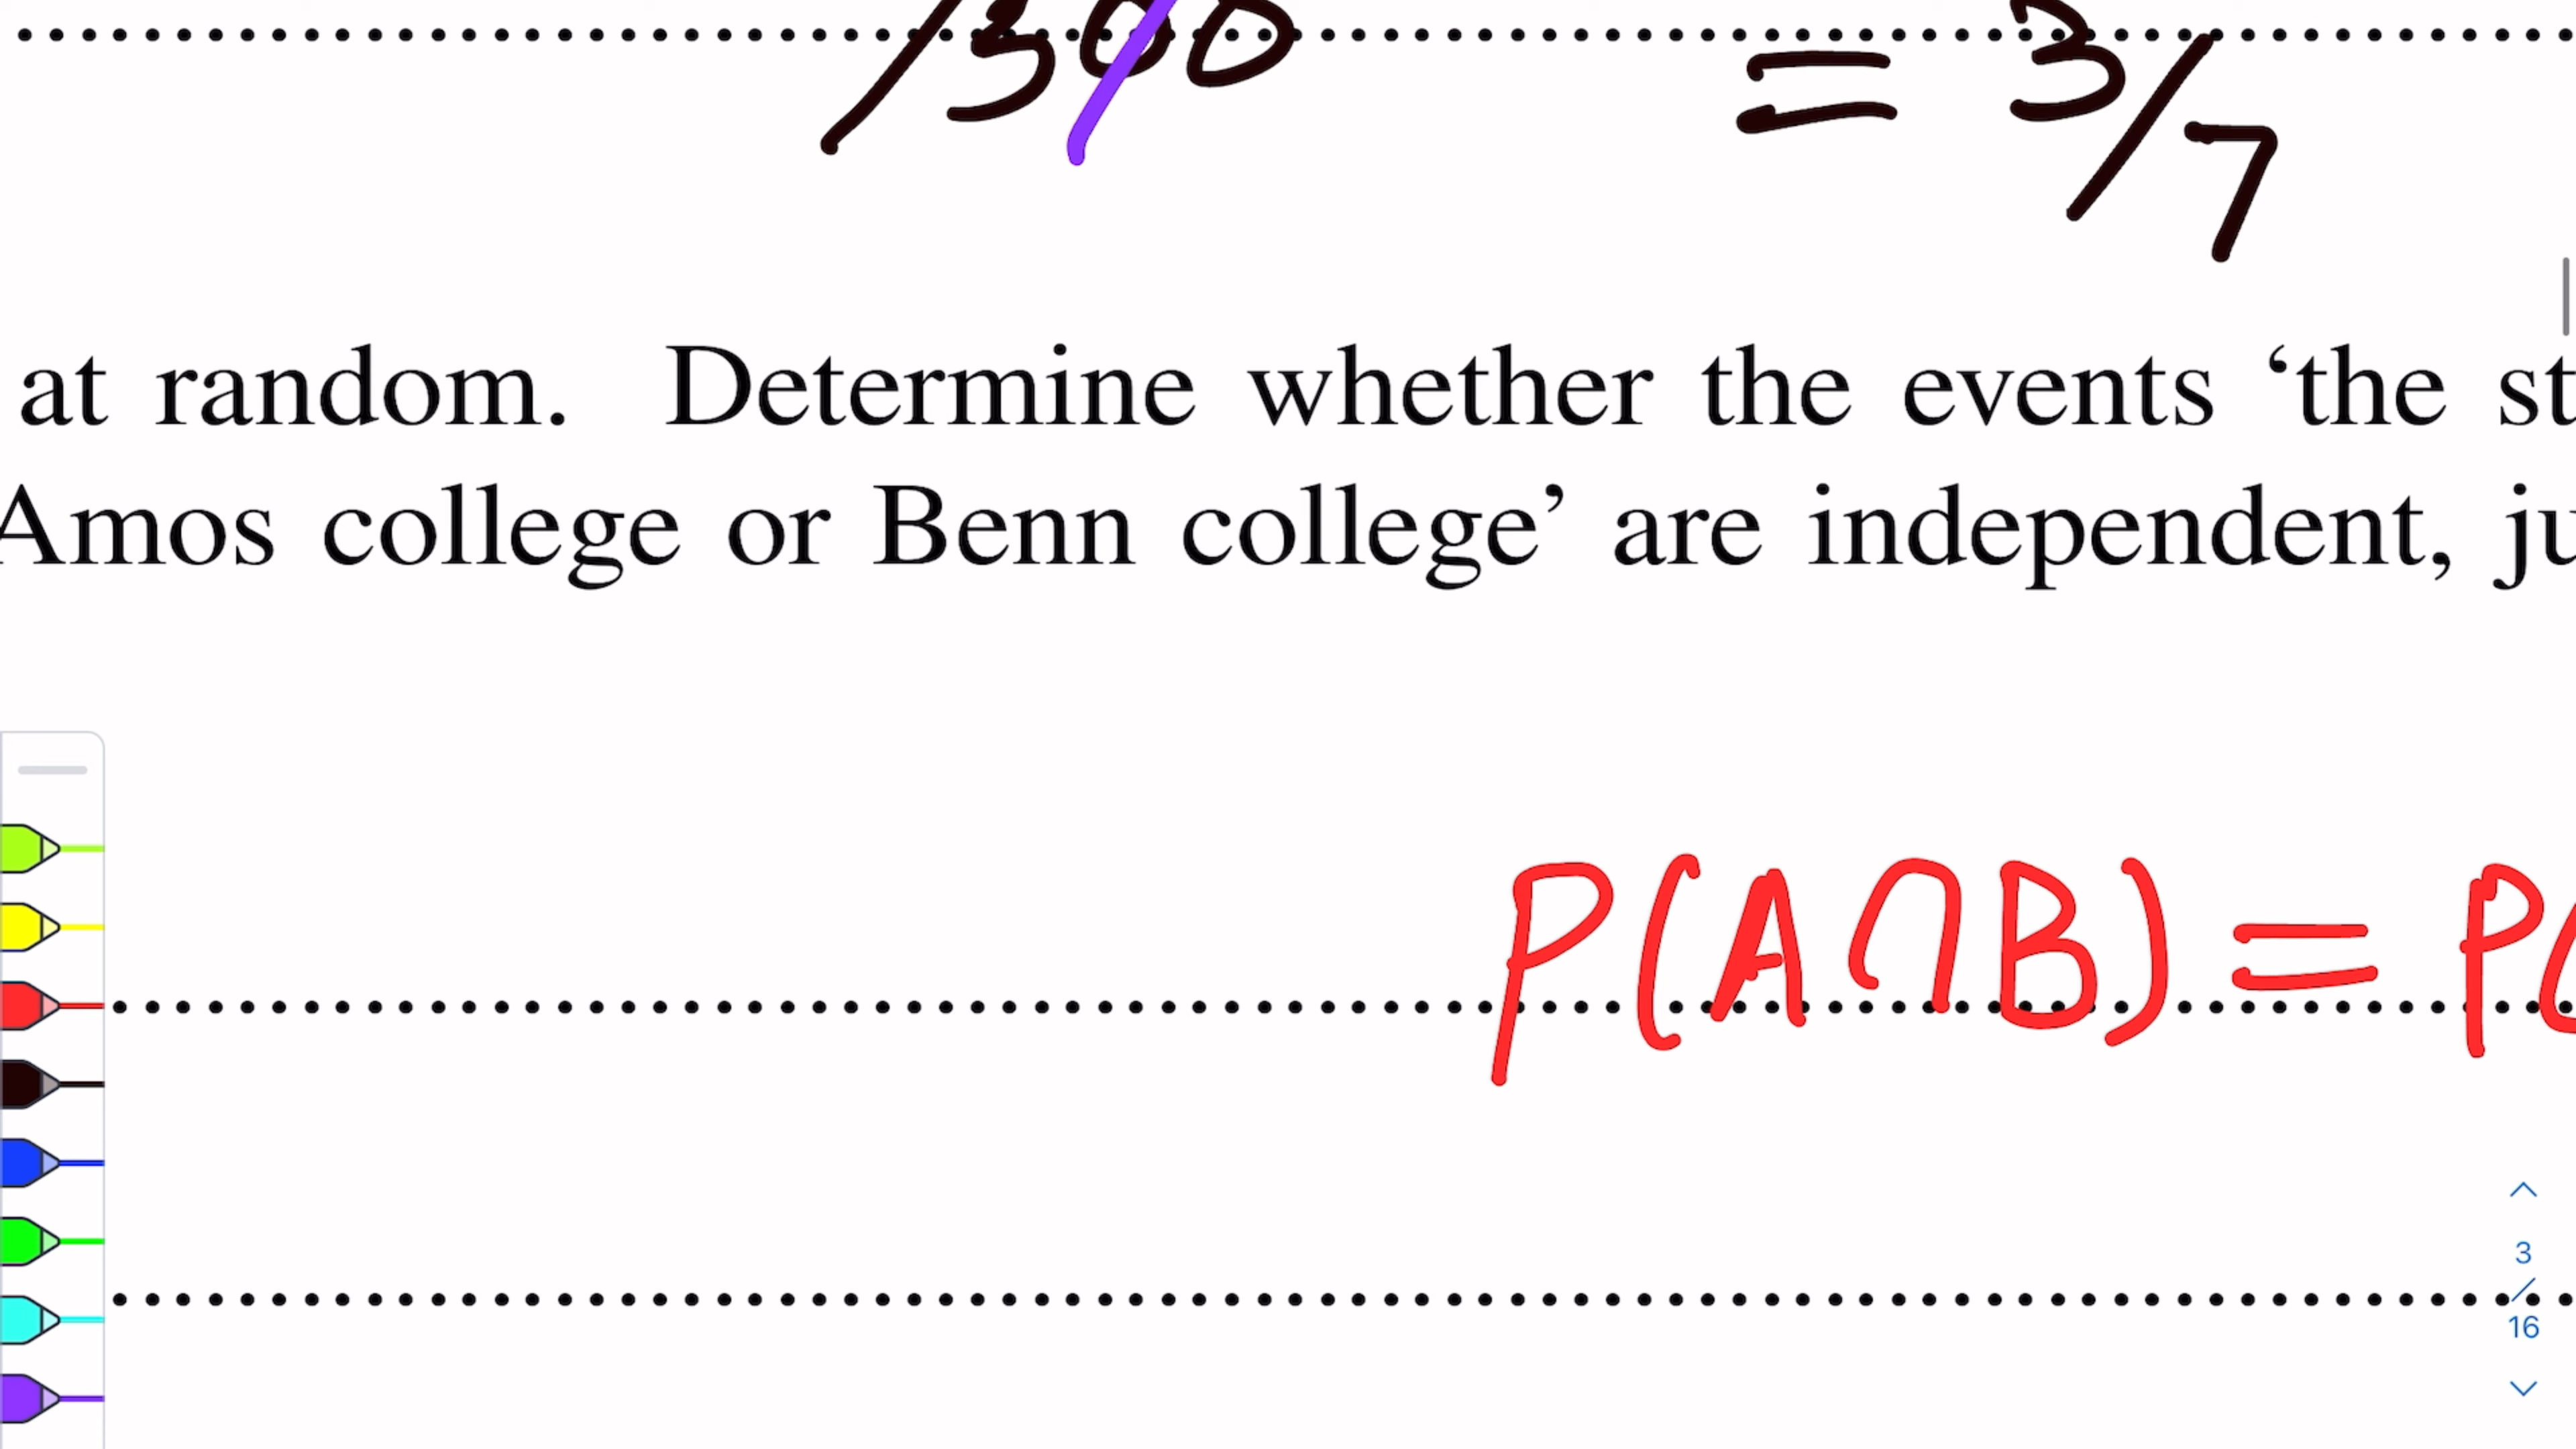 /300 = 3/7
at random. Determine whether the events ‘the st
Amos college or Benn college’ are independent, ju
P(A∩B) = P(
3
/
16